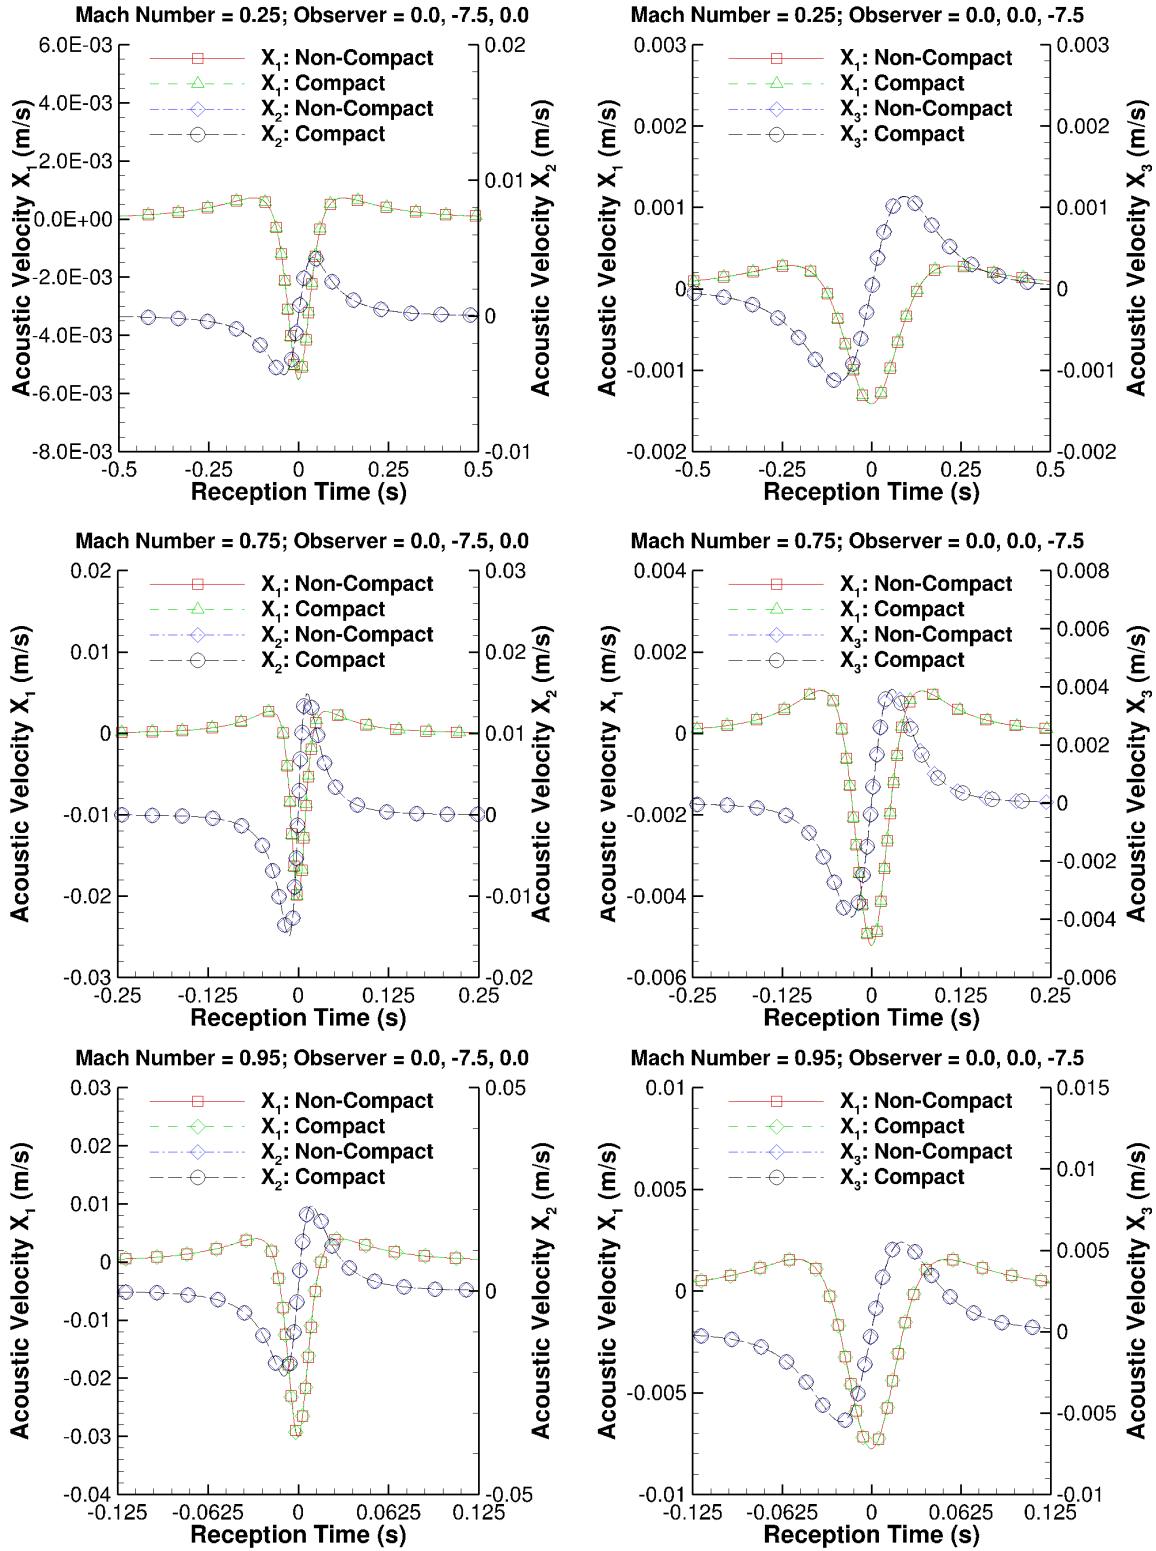 Mach Number = 0.25; Observer = 0.0, -7.5, 0.0
6.0E-03
4.0E-03
2.0E-03
0.0E+00
-2.0E-03
-4.0E-03
-6.0E-03
-8.0E-03
0.02
0.01
0
-0.01
X1: Non-Compact
X1: Compact
X2: Non-Compact
X2: Compact
Acoustic Velocity X1 (m/s)
Acoustic Velocity X2 (m/s)
-0.5 -0.25 0 0.25 0.5
Reception Time (s)
Mach Number = 0.25; Observer = 0.0, 0.0, -7.5
0.003
0.002
0.001
0
-0.001
-0.002
0.003
0.002
0.001
0
-0.001
-0.002
X1: Non-Compact
X1: Compact
X3: Non-Compact
X3: Compact
Acoustic Velocity X1 (m/s)
Acoustic Velocity X3 (m/s)
-0.5 -0.25 0 0.25 0.5
Reception Time (s)
Mach Number = 0.75; Observer = 0.0, -7.5, 0.0
0.02
0.01
0
-0.01
-0.02
-0.03
0.03
0.02
0.01
0
-0.01
-0.02
X1: Non-Compact
X1: Compact
X2: Non-Compact
X2: Compact
Acoustic Velocity X1 (m/s)
Acoustic Velocity X2 (m/s)
-0.25 -0.125 0 0.125 0.25
Reception Time (s)
Mach Number = 0.75; Observer = 0.0, 0.0, -7.5
0.004
0.002
0
-0.002
-0.004
-0.006
0.008
0.006
0.004
0.002
0
-0.002
-0.004
-0.006
X1: Non-Compact
X1: Compact
X3: Non-Compact
X3: Compact
Acoustic Velocity X1 (m/s)
Acoustic Velocity X3 (m/s)
-0.25 -0.125 0 0.125 0.25
Reception Time (s)
Mach Number = 0.95; Observer = 0.0, -7.5, 0.0
0.03
0.02
0.01
0
-0.01
-0.02
-0.03
-0.04
0.05
0
-0.05
X1: Non-Compact
X1: Compact
X2: Non-Compact
X2: Compact
Acoustic Velocity X1 (m/s)
Acoustic Velocity X2 (m/s)
-0.125 -0.0625 0 0.0625 0.125
Reception Time (s)
Mach Number = 0.95; Observer = 0.0, 0.0, -7.5
0.01
0.005
0
-0.005
-0.01
0.015
0.01
0.005
0
-0.005
-0.01
X1: Non-Compact
X1: Compact
X3: Non-Compact
X3: Compact
Acoustic Velocity X1 (m/s)
Acoustic Velocity X3 (m/s)
-0.125 -0.0625 0 0.0625 0.125
Reception Time (s)